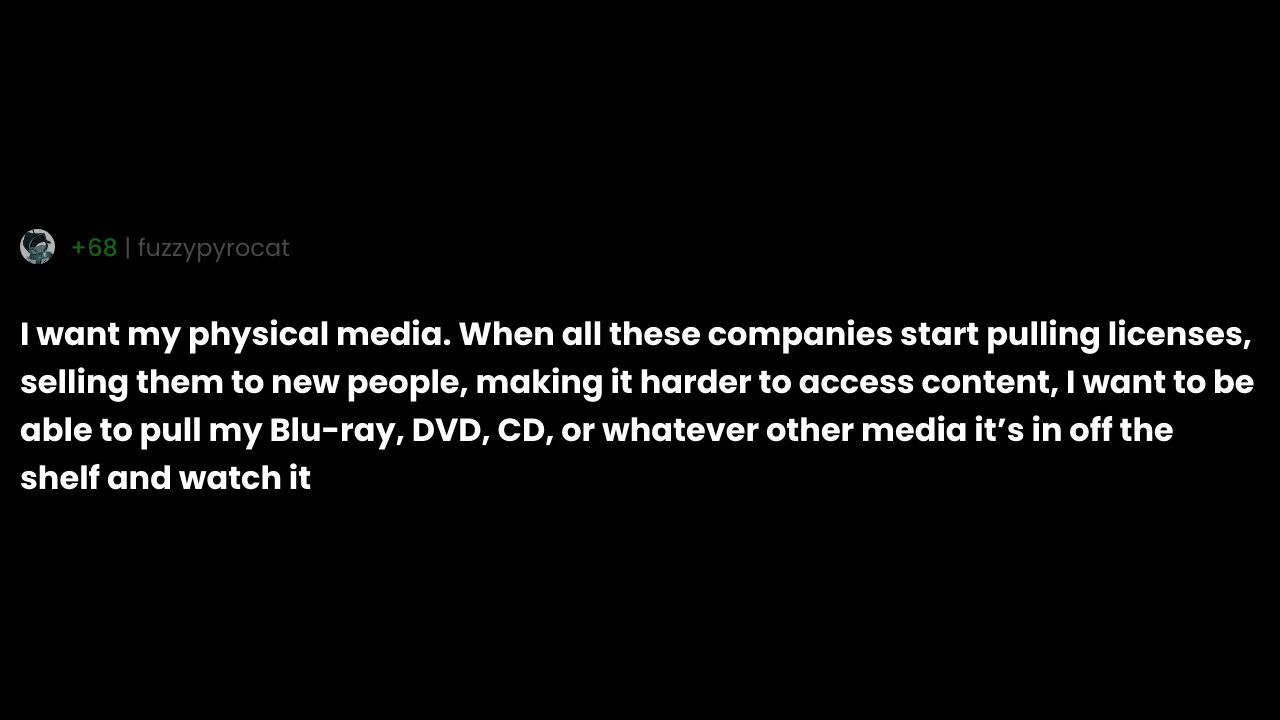 +68 | fuzzypyrocat
I want my physical media. When all these companies start pulling licenses,
selling them to new people, making it harder to access content, I want to be
able to pull my Blu-ray, DVD, CD, or whatever other media it’s in off the
shelf and watch it